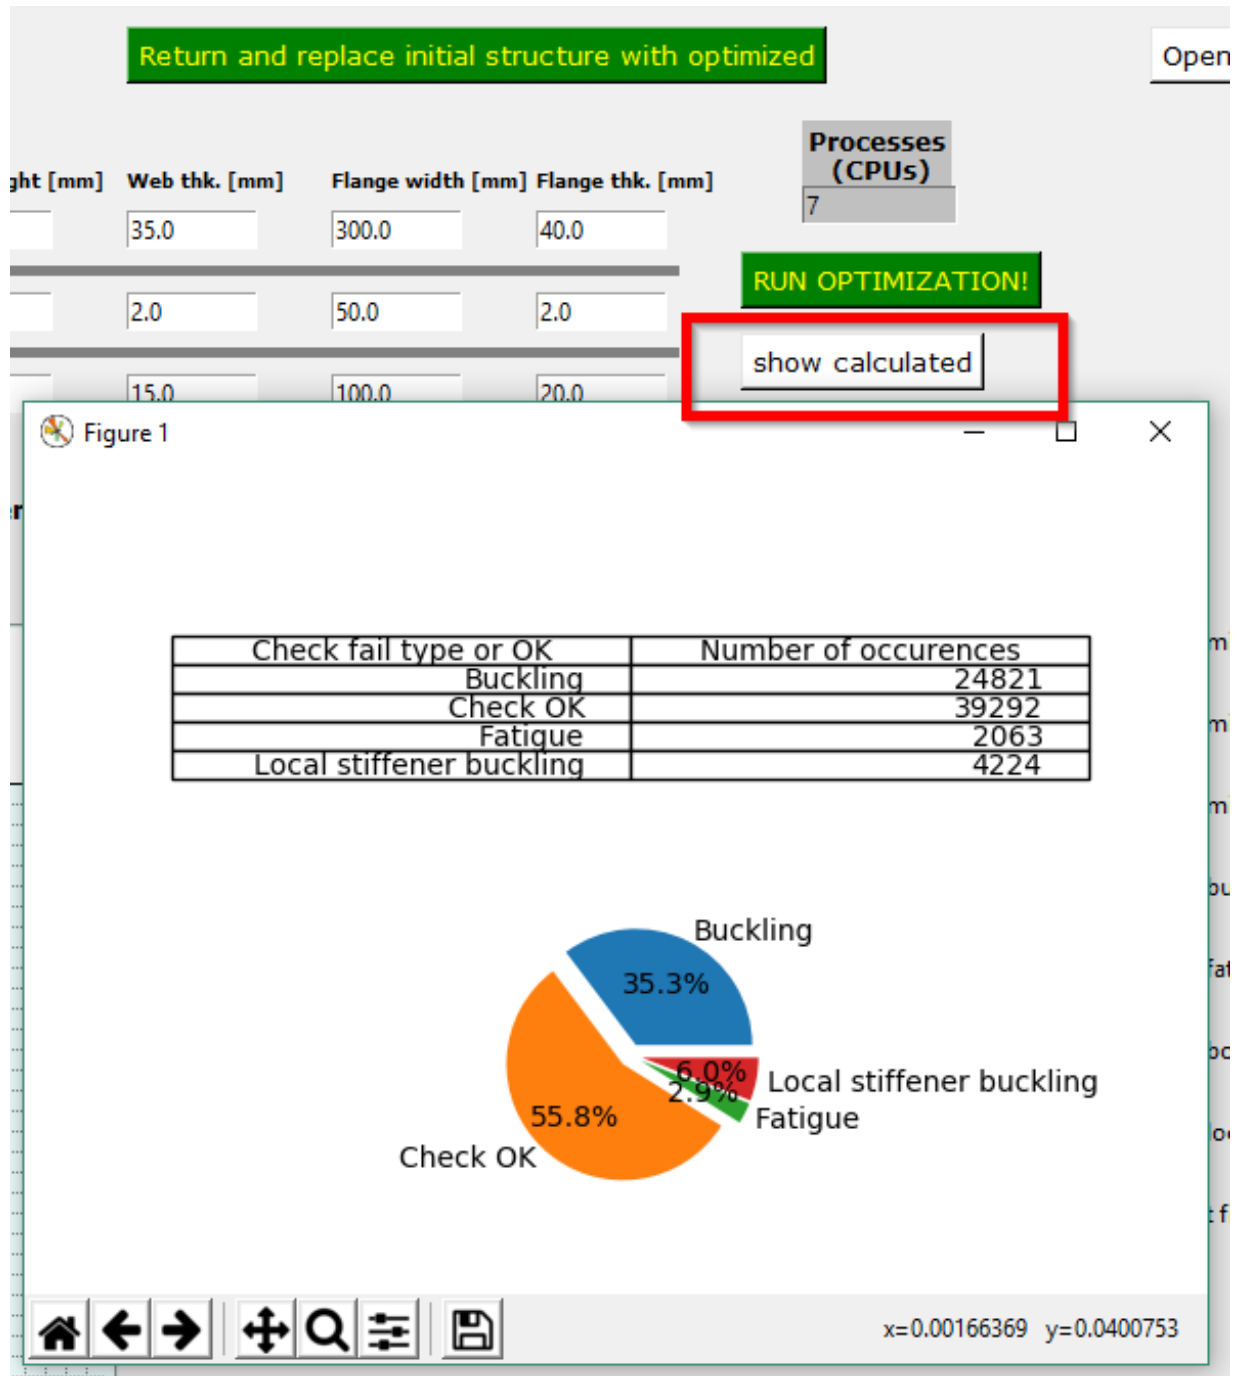 Return and replace initial structure with optimized
Open
Processes
(CPUs)
[mm] Web thk. [mm] Flange width [mm] Flange thk. [mm]
7
35.0 300.0 40.0
RUN OPTIMIZATION!
2.0 50.0 2.0
show calculated
15.0 100.0 20.0
Figure 1
Check fail type or OK Number of occurences
Buckling 24821
Check OK 39292
Fatigue 2063
Local stiffener buckling 4224
Buckling
35.3%
6.0%
Local stiffener buckling
2.9%
Fatigue
55.8%
Check OK
x=0.00166369 y=0.0400753